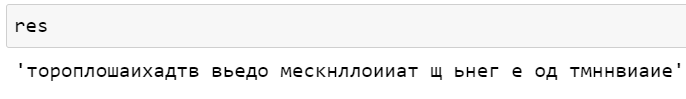 res
'тороплошаихадтв вьедо мескнллоииат щ ьнег е од тмннвиаие'